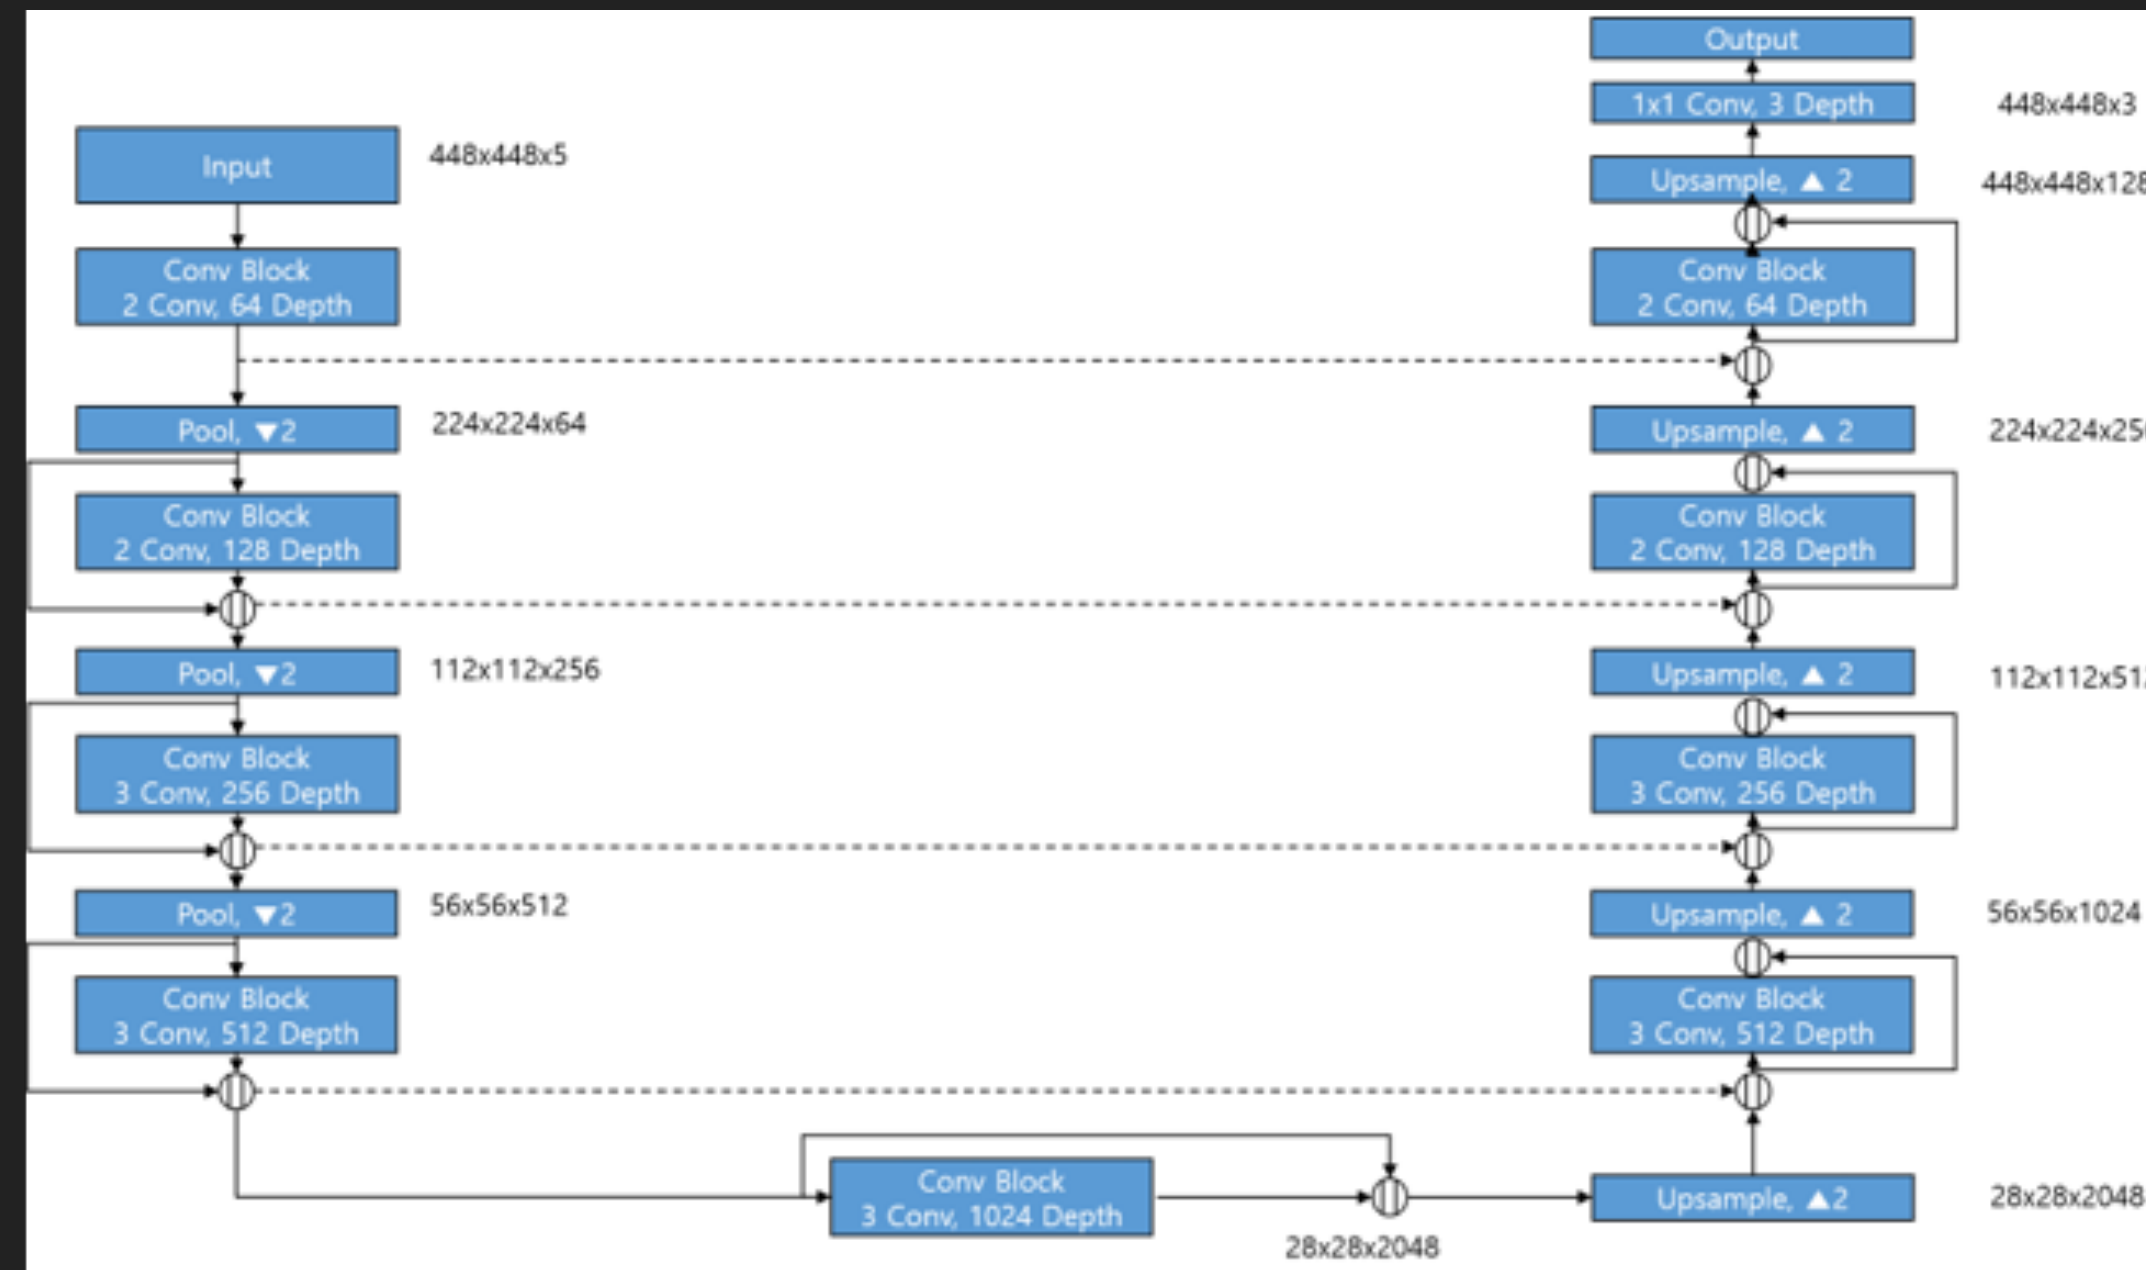 Input
448x448x5
Conv Block
2 Conv, 64 Depth
Pool, ▼2
224x224x64
Conv Block
2 Conv, 128 Depth
Pool, ▼2
112x112x256
Conv Block
3 Conv, 256 Depth
Pool, ▼2
56x56x512
Conv Block
3 Conv, 512 Depth
Conv Block
3 Conv, 1024 Depth
28x28x2048
Output
1x1 Conv, 3 Depth
448x448x3
Upsample, ▲ 2
448x448x128
Conv Block
2 Conv, 64 Depth
Upsample, ▲ 2
224x224x25
Conv Block
2 Conv, 128 Depth
Upsample, ▲ 2
112x112x51
Conv Block
3 Conv, 256 Depth
Upsample, ▲ 2
56x56x1024
Conv Block
3 Conv, 512 Depth
Upsample, ▲2
28x28x2048